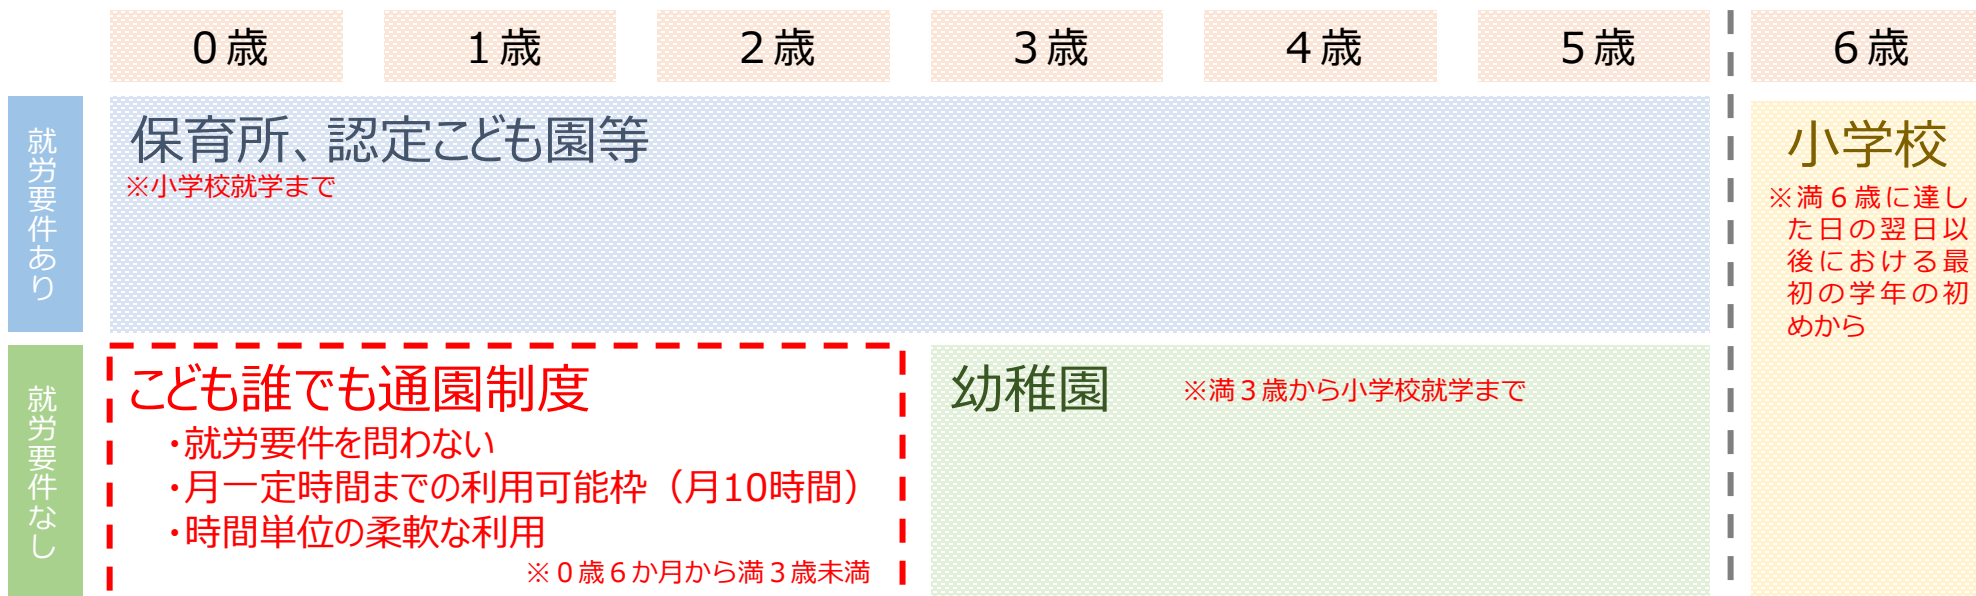 ０歳
１歳
２歳
３歳
４歳
５歳
６歳
就労要件あり
保育所、認定こども園等
※小学校就学まで
小学校
※満６歳に達し
た日の翌日以
後における最
初の学年の初
めから
就労要件なし
こども誰でも通園制度
・就労要件を問わない
・月一定時間までの利用可能枠（月10時間）
・時間単位の柔軟な利用
※０歳６か月から満３歳未満
幼稚園
※満３歳から小学校就学まで